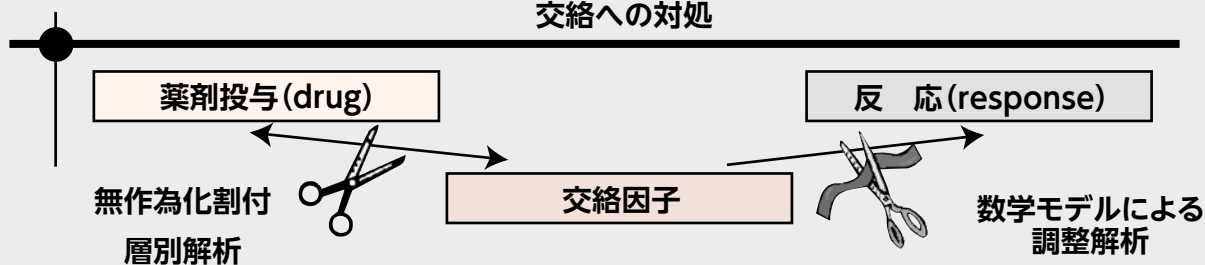 交絡への対処
薬剤投与(drug)
反　応(response)
無作為化割付
層別解析
交絡因子
数学モデルによる
調整解析